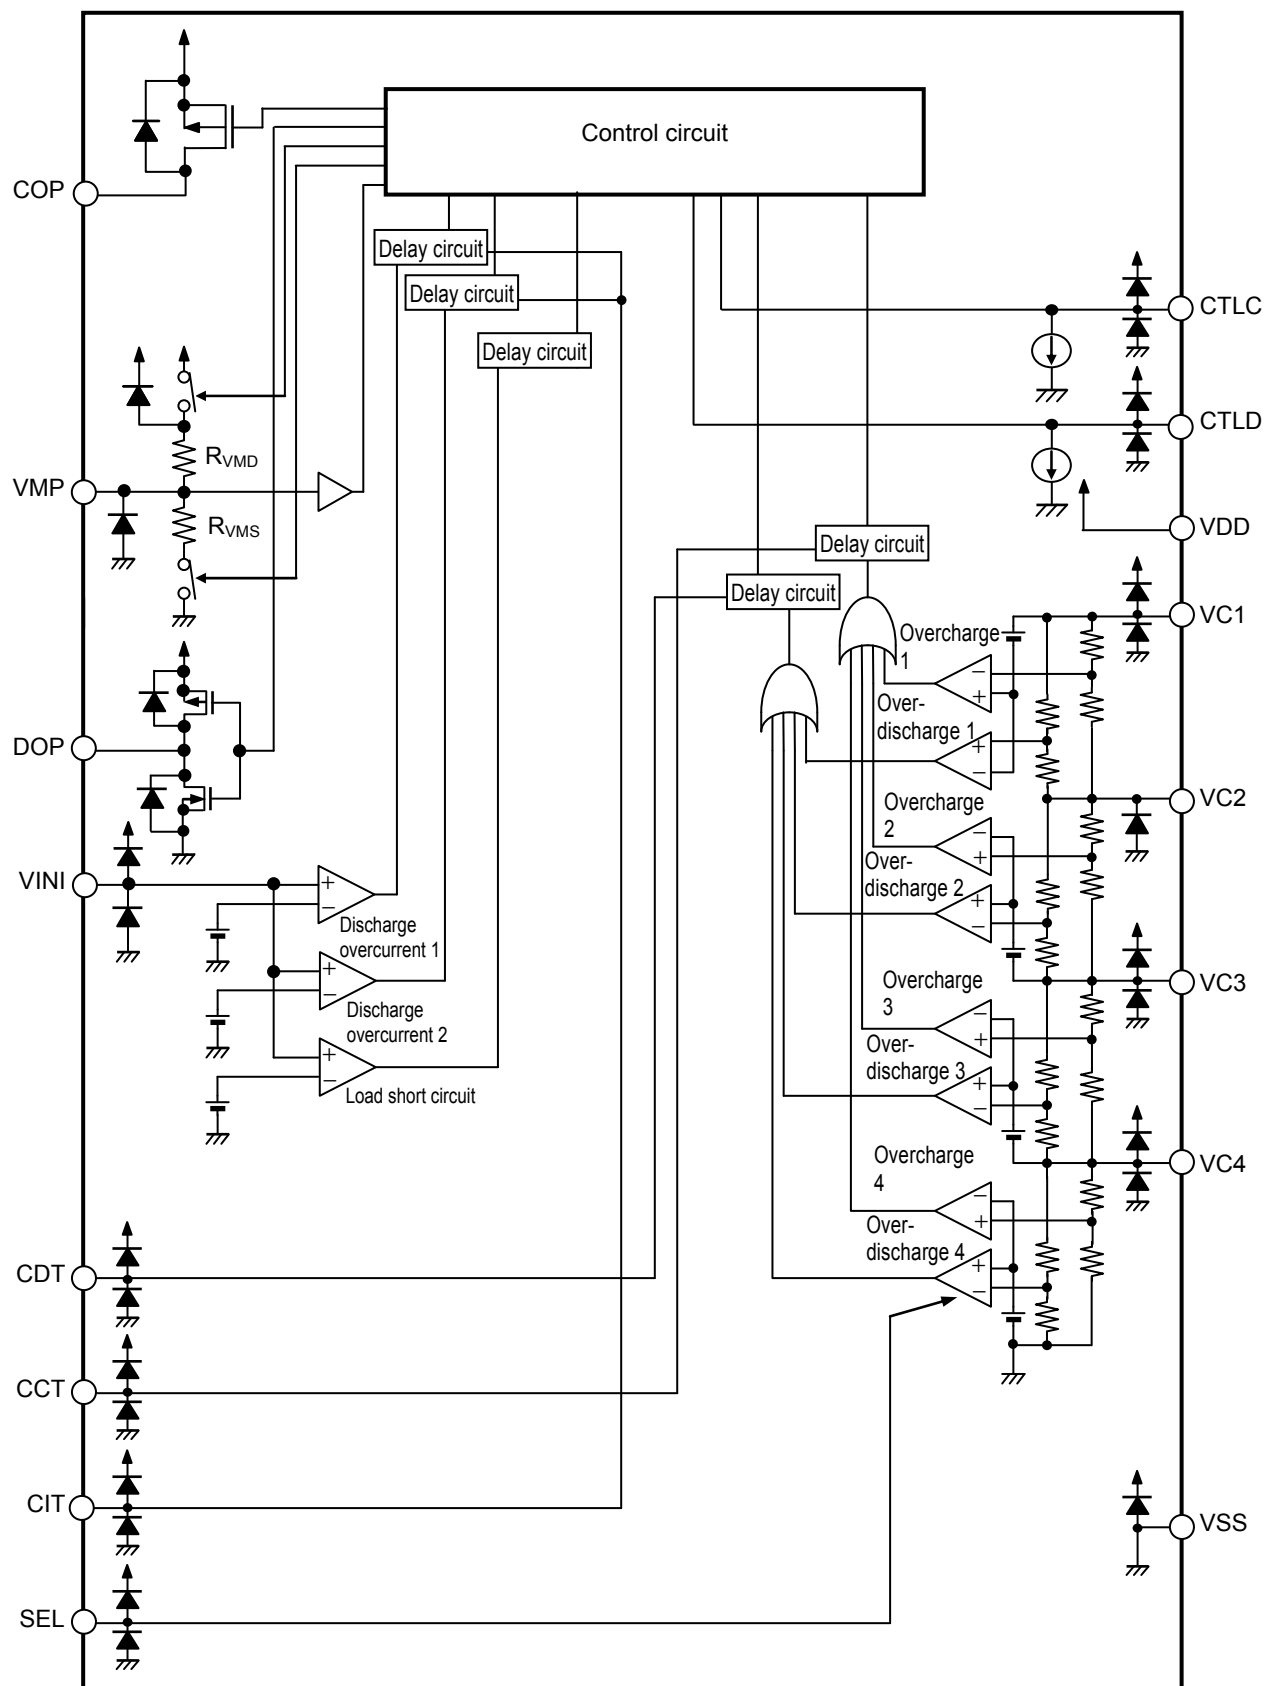 Control circuit
COP
Delay circuit
Delay circuit
Delay circuit
CTLC
CTLD
RVMD
VMP
RVMS
VDD
Delay circuit
Delay circuit
VC1
Overcharge
1
Over-
discharge 1
DOP
VC2
Overcharge
2
Over-
discharge 2
VINI
+
−
Discharge
overcurrent 1
+
−
Discharge
overcurrent 2
+
−
Load short circuit
−
+
+
−
−
+
+
−
VC3
Overcharge
3
Over-
discharge 3
−
+
+
−
VC4
Overcharge
4
Over-
discharge 4
−
+
+
−
CDT
CCT
CIT
VSS
SEL